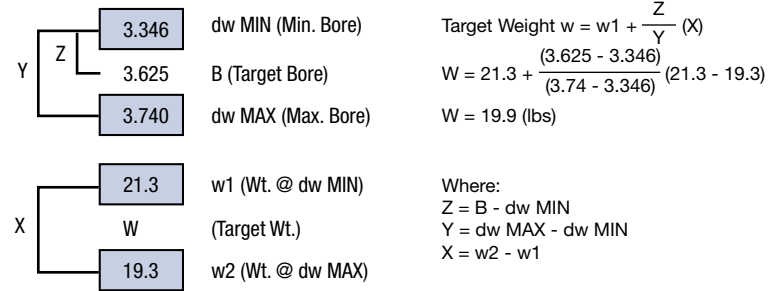 3.346 dw MIN (Min. Bore)
Z
Y
3.625 B (Target Bore)
3.740 dw MAX (Max. Bore)
21.3 w1 (Wt. @ dw MIN)
X
W (Target Wt.)
19.3 w2 (Wt. @ dw MAX)
Target Weight w = w1 + Z/Y (X)
W = 21.3 + (3.625 - 3.346)/(3.74 - 3.346) (21.3 - 19.3)
W = 19.9 (lbs)
Where:
Z = B - dw MIN
Y = dw MAX - dw MIN
X = w2 - w1